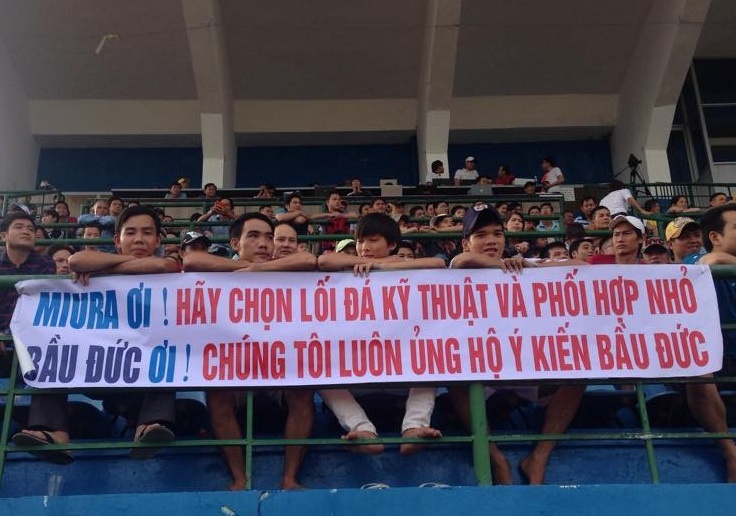 MIURA ƠI ! HÃY CHỌN LỐI ĐÁ KỸ THUẬT VÀ PHỐI HỢP NHỎ
BẦU ĐỨC ƠI ! CHÚNG TÔI LUÔN ỦNG HỘ Ý KIẾN BẦU ĐỨC